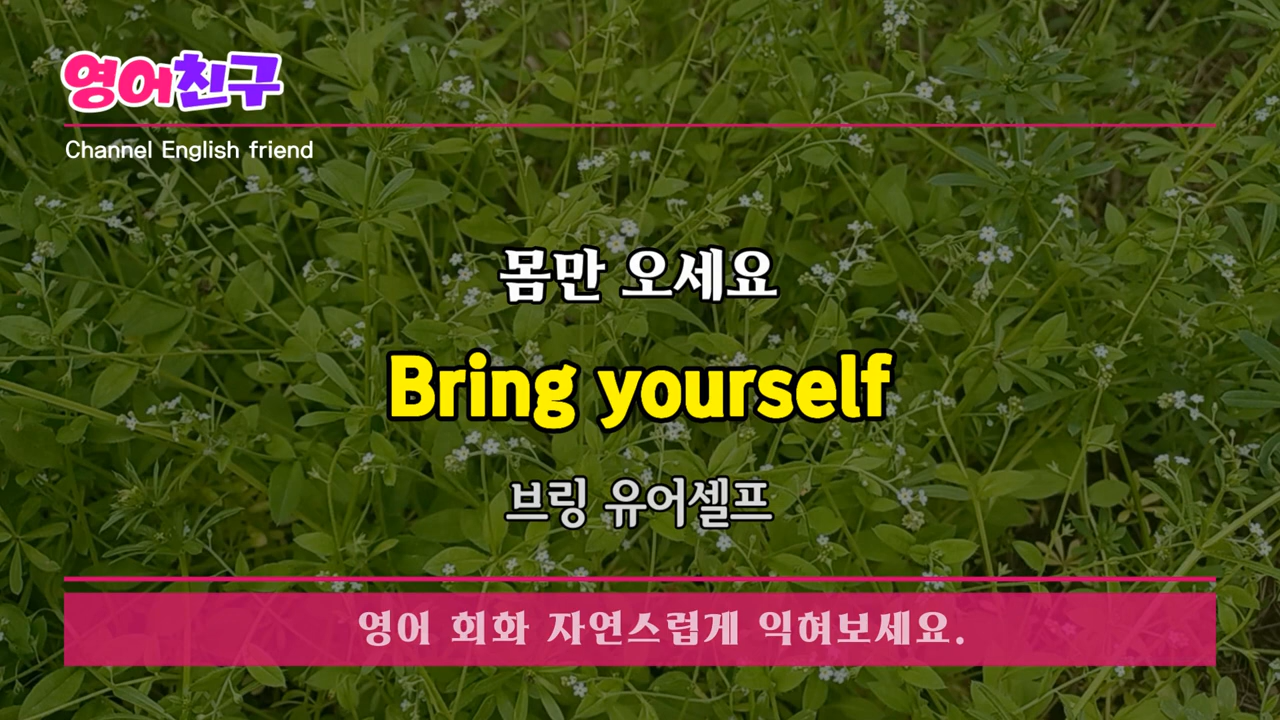 영어친구
Channel English friend
몸만 오세요
Bring yourself
브링 유어셀프
영어 회화 자연스럽게 익혀보세요.